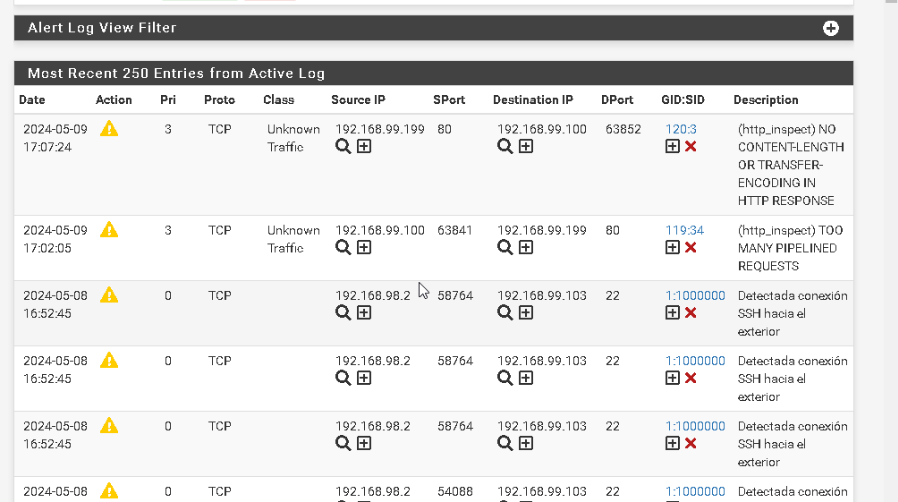 Alert Log View Filter
Most Recent 250 Entries from Active Log
Date Action Pri Proto Class Source IP SPort Destination IP DPort GID:SID Description
2024-05-09 3 TCP Unknown 192.168.99.199 80 192.168.99.100 63852 120:3 (http_inspect) NO
17:07:24 Traffic CONTENT-LENGTH
OR TRANSFER-
ENCODING IN
HTTP RESPONSE
2024-05-09 3 TCP Unknown 192.168.99.100 63841 192.168.99.199 80 119:34 (http_inspect) TOO
17:02:05 Traffic MANY PIPELINED
REQUESTS
2024-05-08 0 TCP 192.168.98.2 58764 192.168.99.103 22 1:1000000 Detectada conexión
16:52:45 SSH hacia el
exterior
2024-05-08 0 TCP 192.168.98.2 58764 192.168.99.103 22 1:1000000 Detectada conexión
16:52:45 SSH hacia el
exterior
2024-05-08 0 TCP 192.168.98.2 58764 192.168.99.103 22 1:1000000 Detectada conexión
16:52:45 SSH hacia el
exterior
2024-05-08 0 TCP 192.168.98.2 54088 192.168.99.103 22 1:1000000 Detectada conexión